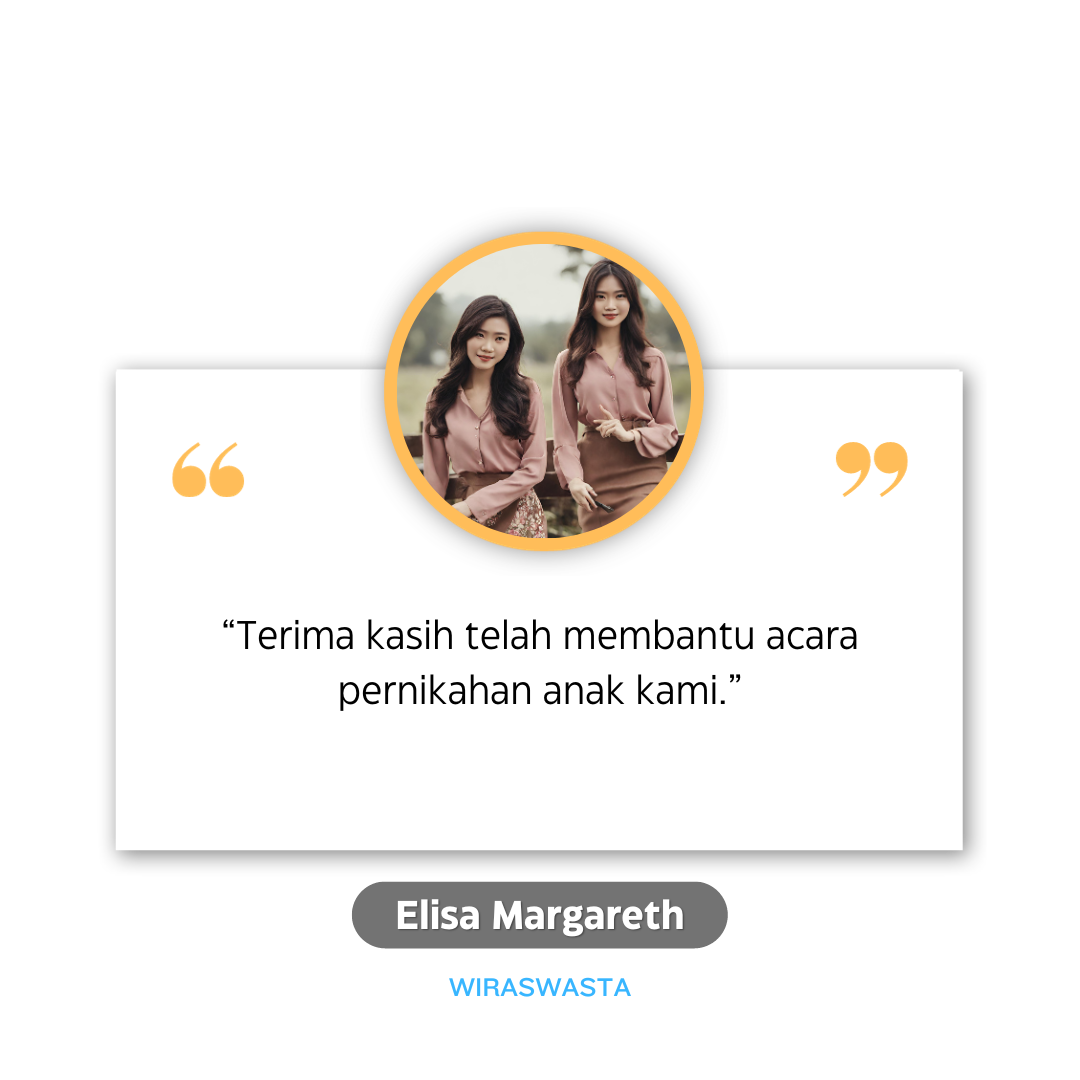 “Terima kasih telah membantu acara
pernikahan anak kami.”
Elisa Margareth
WIRASWASTA